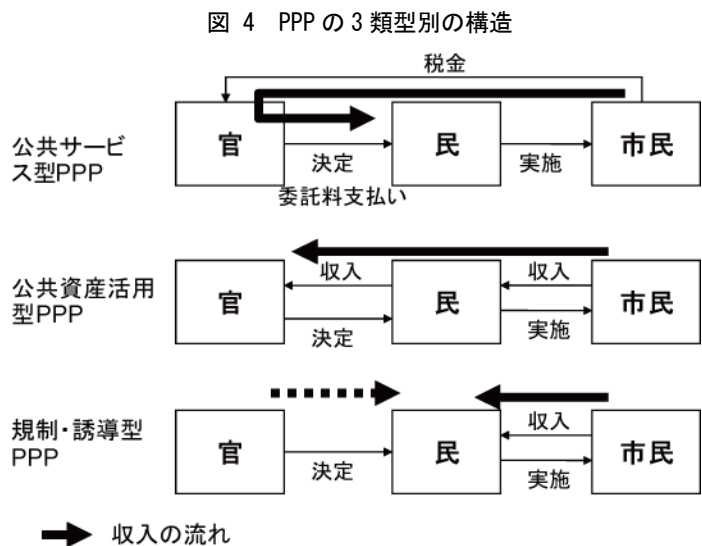 図 4 PPP の 3 類型別の構造
税金
公共サービ
ス型PPP
官
民
市民
決定
実施
委託料支払い
公共資産活用
型PPP
官
収入
民
収入
市民
決定
実施
規制・誘導型
PPP
官
民
収入
市民
決定
実施
収入の流れ